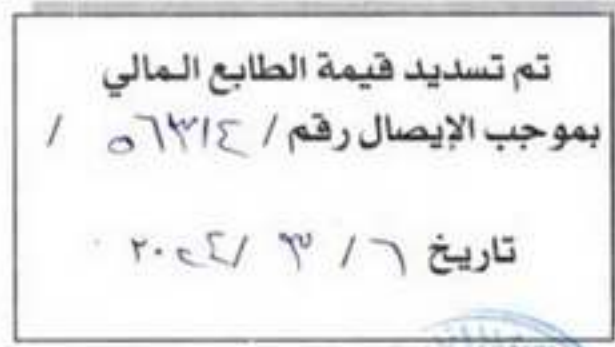 تم تسديد قيمة الطابع المالي
بموجب الإيصال رقم / ٥٦٣١٤ /
تاريخ ٦ / ٣ / ٢٠٢٤